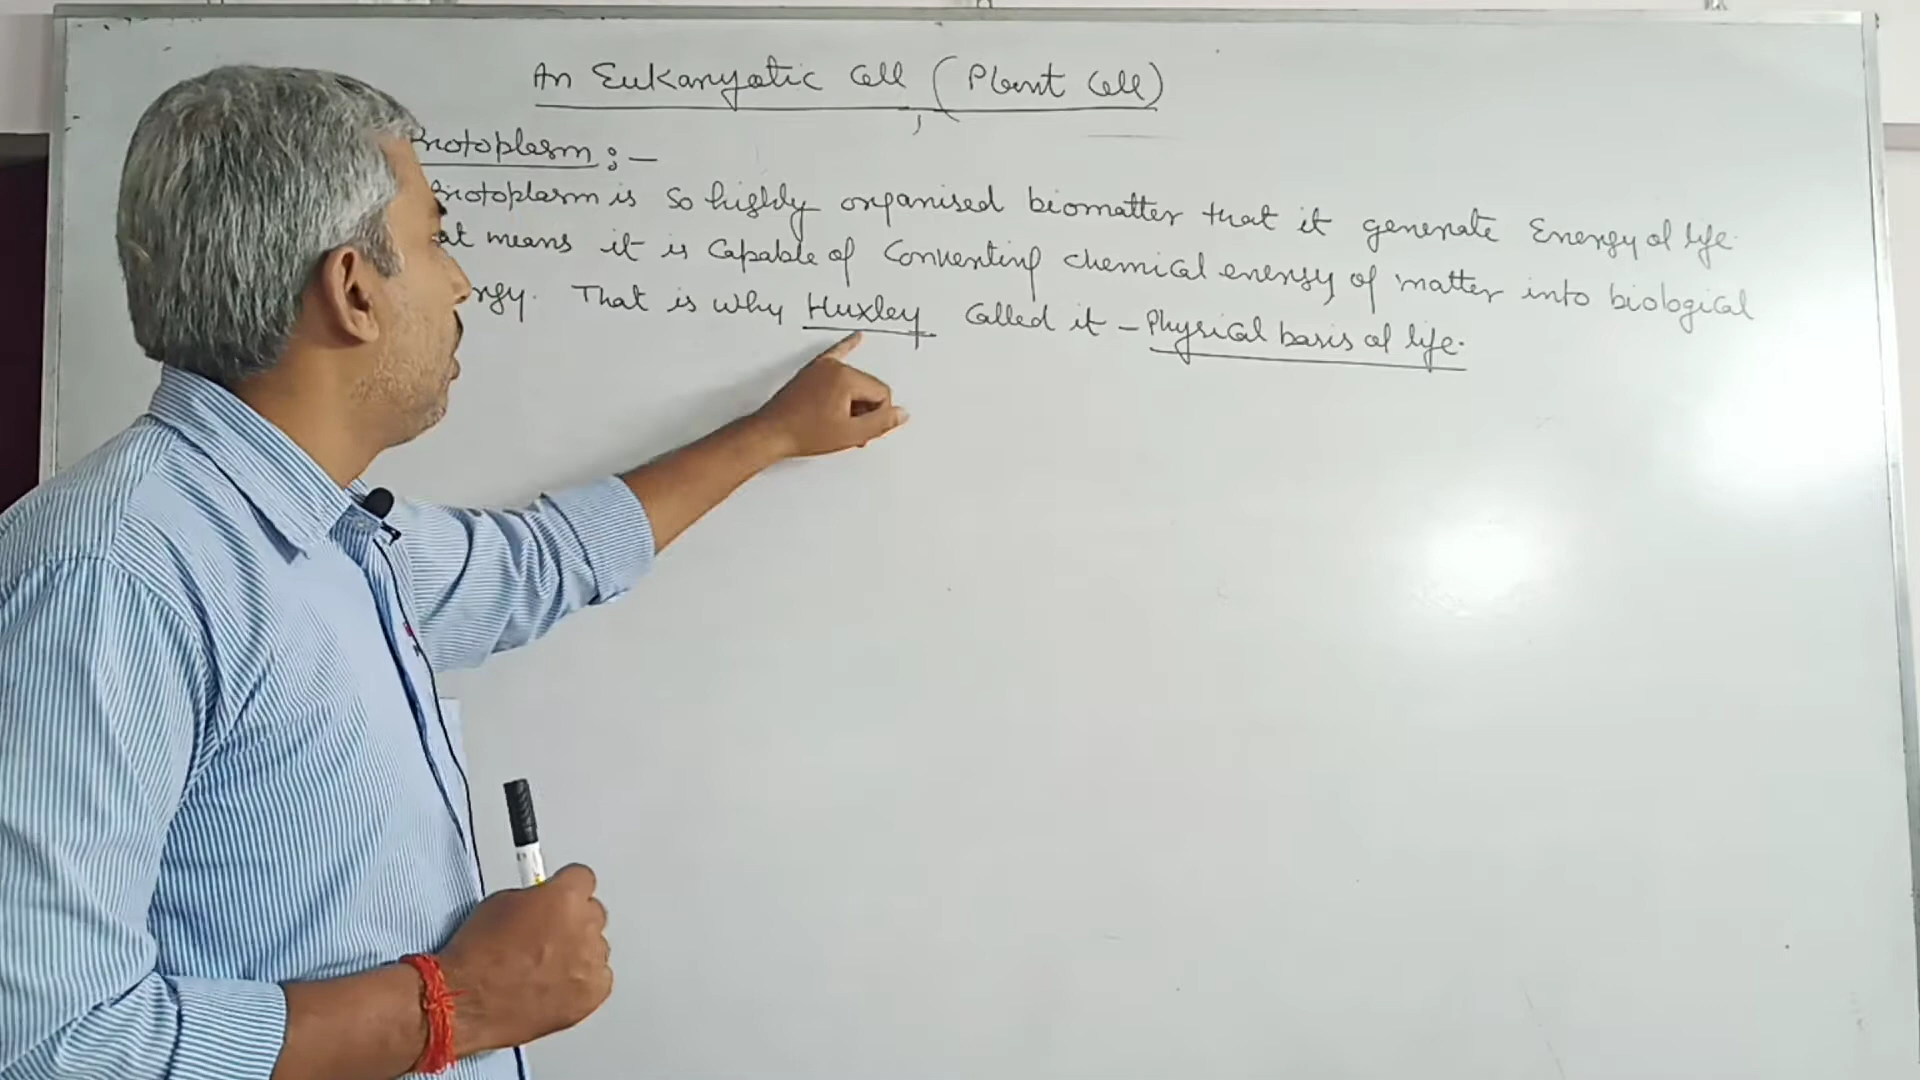 An Eukaryotic Cell (Plant Cell)
Protoplasm :-
Protoplasm is so highly organised biomatter that it generate Energy of life.
at means it is Capable of Converting chemical energy of matter into biological
rgy. That is why Huxley Called it - Physical basis of life.